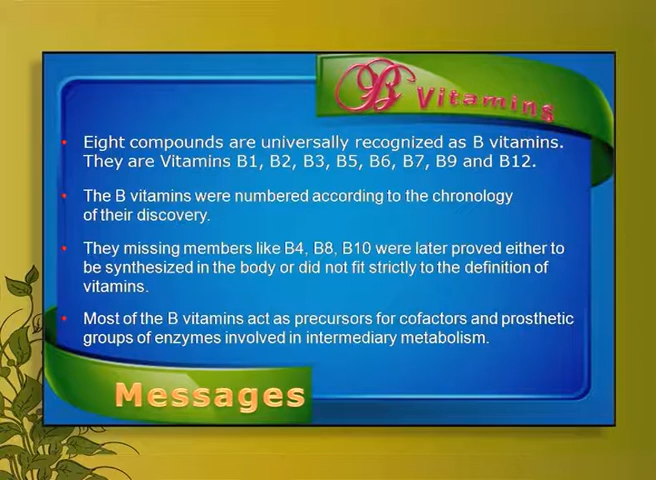 B Vitamins
• Eight compounds are universally recognized as B vitamins.
They are Vitamins B1, B2, B3, B5, B6, B7, B9 and B12.
• The B vitamins were numbered according to the chronology
of their discovery.
• They missing members like B4, B8, B10 were later proved either to
be synthesized in the body or did not fit strictly to the definition of
vitamins.
• Most of the B vitamins act as precursors for cofactors and prosthetic
groups of enzymes involved in intermediary metabolism.
Messages